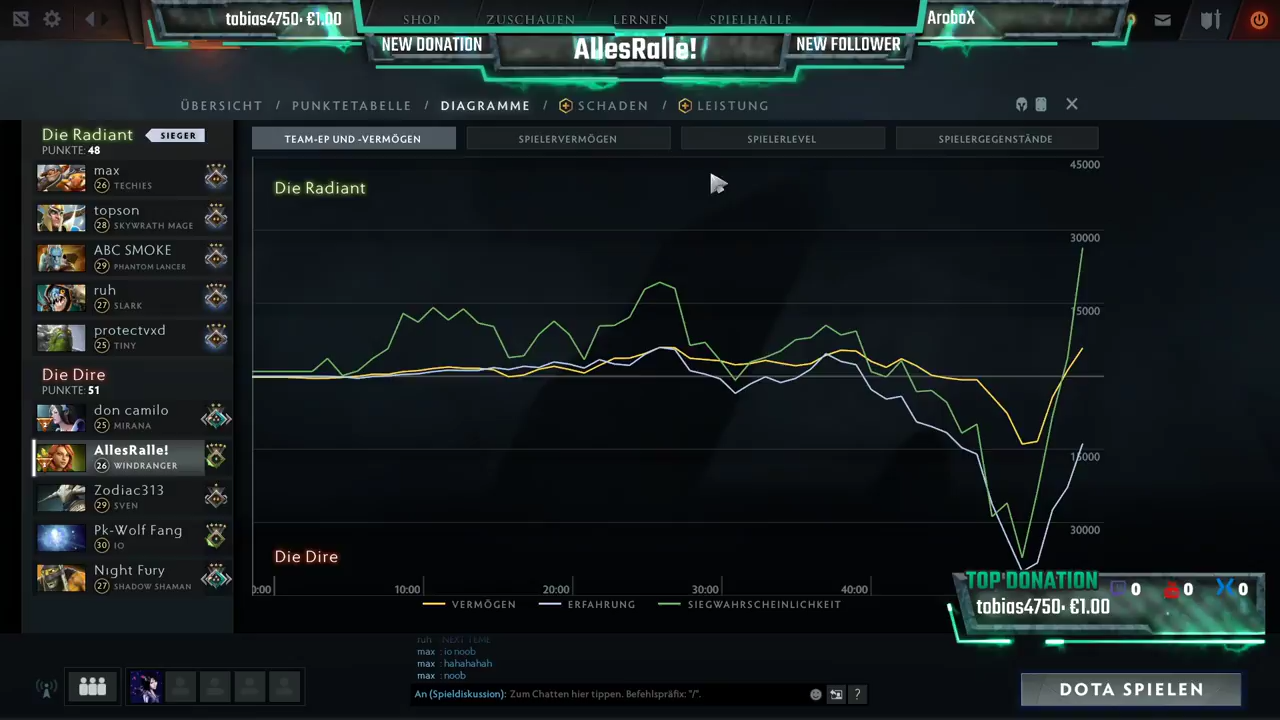 tobias4750· €1.00
SHOP
ZUSCHAUEN
LERNEN
SPIELHALLE
AroboX
NEW DONATION
AllesRalle!
NEW FOLLOWER
ÜBERSICHT / PUNKTETABELLE / DIAGRAMME / SCHADEN / LEISTUNG
Die Radiant
SIEGER
PUNKTE: 48
max
26 TECHIES
topson
28 SKYWRATH MAGE
ABC SMOKE
29 PHANTOM LANCER
ruh
27 SLARK
protectvxd
25 TINY
Die Dire
PUNKTE: 51
don camilo
25 MIRANA
AllesRalle!
26 WINDRANGER
Zodiac313
29 SVEN
Pk-Wolf Fang
30 IO
Night Fury
27 SHADOW SHAMAN
TEAM-EP UND -VERMÖGEN
SPIELERVERMÖGEN
SPIELERLEVEL
SPIELERGEGENSTÄNDE
Die Radiant
45000
30000
15000
15000
30000
Die Dire
0:00
10:00
20:00
30:00
40:00
VERMÖGEN
ERFAHRUNG
SIEGWAHRSCHEINLICHKEIT
TOP DONATION
tobias4750· €1.00
0
0
0
ruh : NEXT TEME
max : io noob
max : hahahahah
max : noob
An (Spieldiskussion): Zum Chatten hier tippen. Befehlspräfix: "/".
?
DOTA SPIELEN